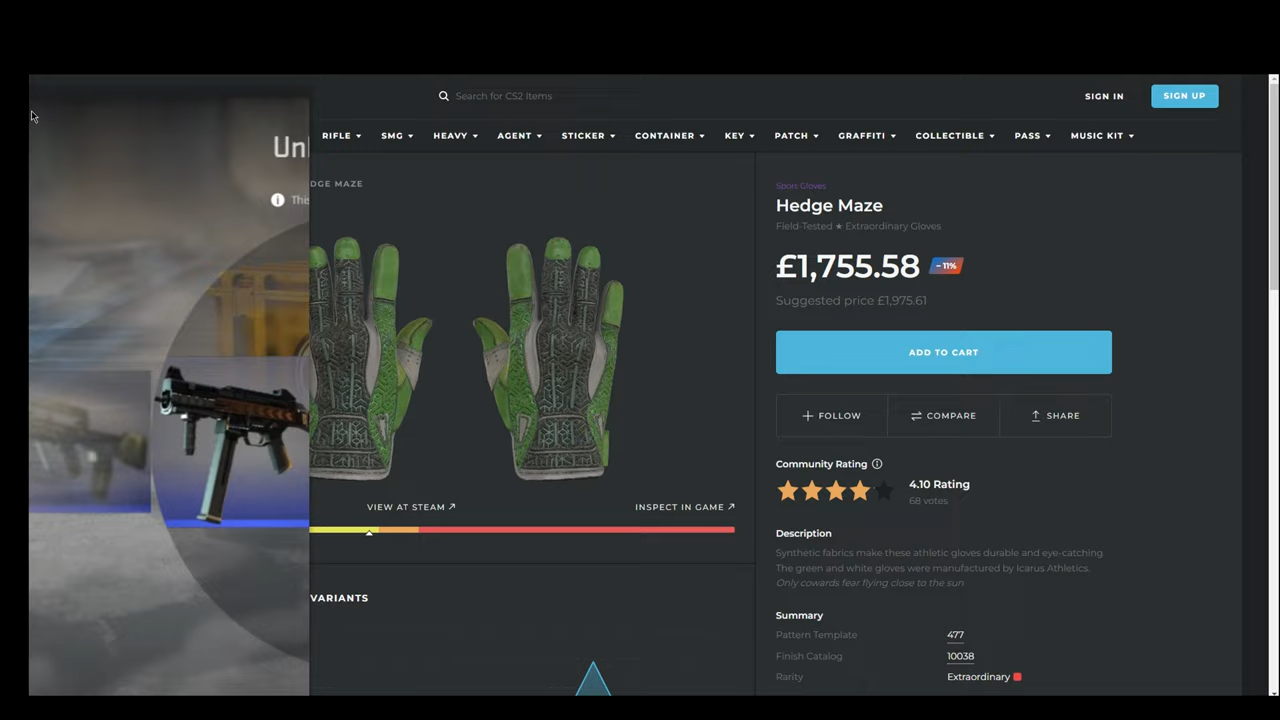 Search for CS2 Items
SIGN IN
SIGN UP
RIFLE
SMG
HEAVY
AGENT
STICKER
CONTAINER
KEY
PATCH
GRAFFITI
COLLECTIBLE
PASS
MUSIC KIT
DGE MAZE
i This
Sport Gloves
Hedge Maze
Field-Tested ★ Extraordinary Gloves
£1,755.58 – 11%
Suggested price £1,975.61
ADD TO CART
FOLLOW
COMPARE
SHARE
Community Rating
4.10 Rating
68 votes
VIEW AT STEAM
INSPECT IN GAME
Description
Synthetic fabrics make these athletic gloves durable and eye-catching.
The green and white gloves were manufactured by Icarus Athletics.
Only cowards fear flying close to the sun
VARIANTS
Summary
Pattern Template 477
Finish Catalog 10038
Rarity Extraordinary